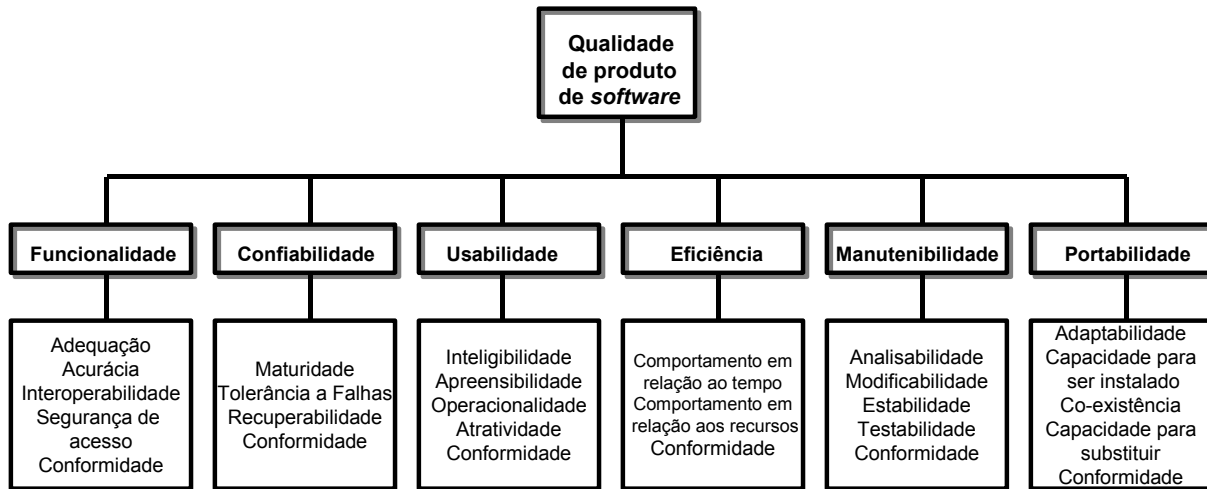 Qualidade
de produto
de software
Funcionalidade
Confiabilidade
Usabilidade
Eficiência
Manutenibilidade
Portabilidade
Adequação
Acurácia
Interoperabilidade
Segurança de
acesso
Conformidade
Maturidade
Tolerância a Falhas
Recuperabilidade
Conformidade
Inteligibilidade
Apreensibilidade
Operacionalidade
Atratividade
Conformidade
Comportamento em
relação ao tempo
Comportamento em
relação aos recursos
Conformidade
Analisabilidade
Modificabilidade
Estabilidade
Testabilidade
Conformidade
Adaptabilidade
Capacidade para
ser instalado
Co-existência
Capacidade para
substituir
Conformidade